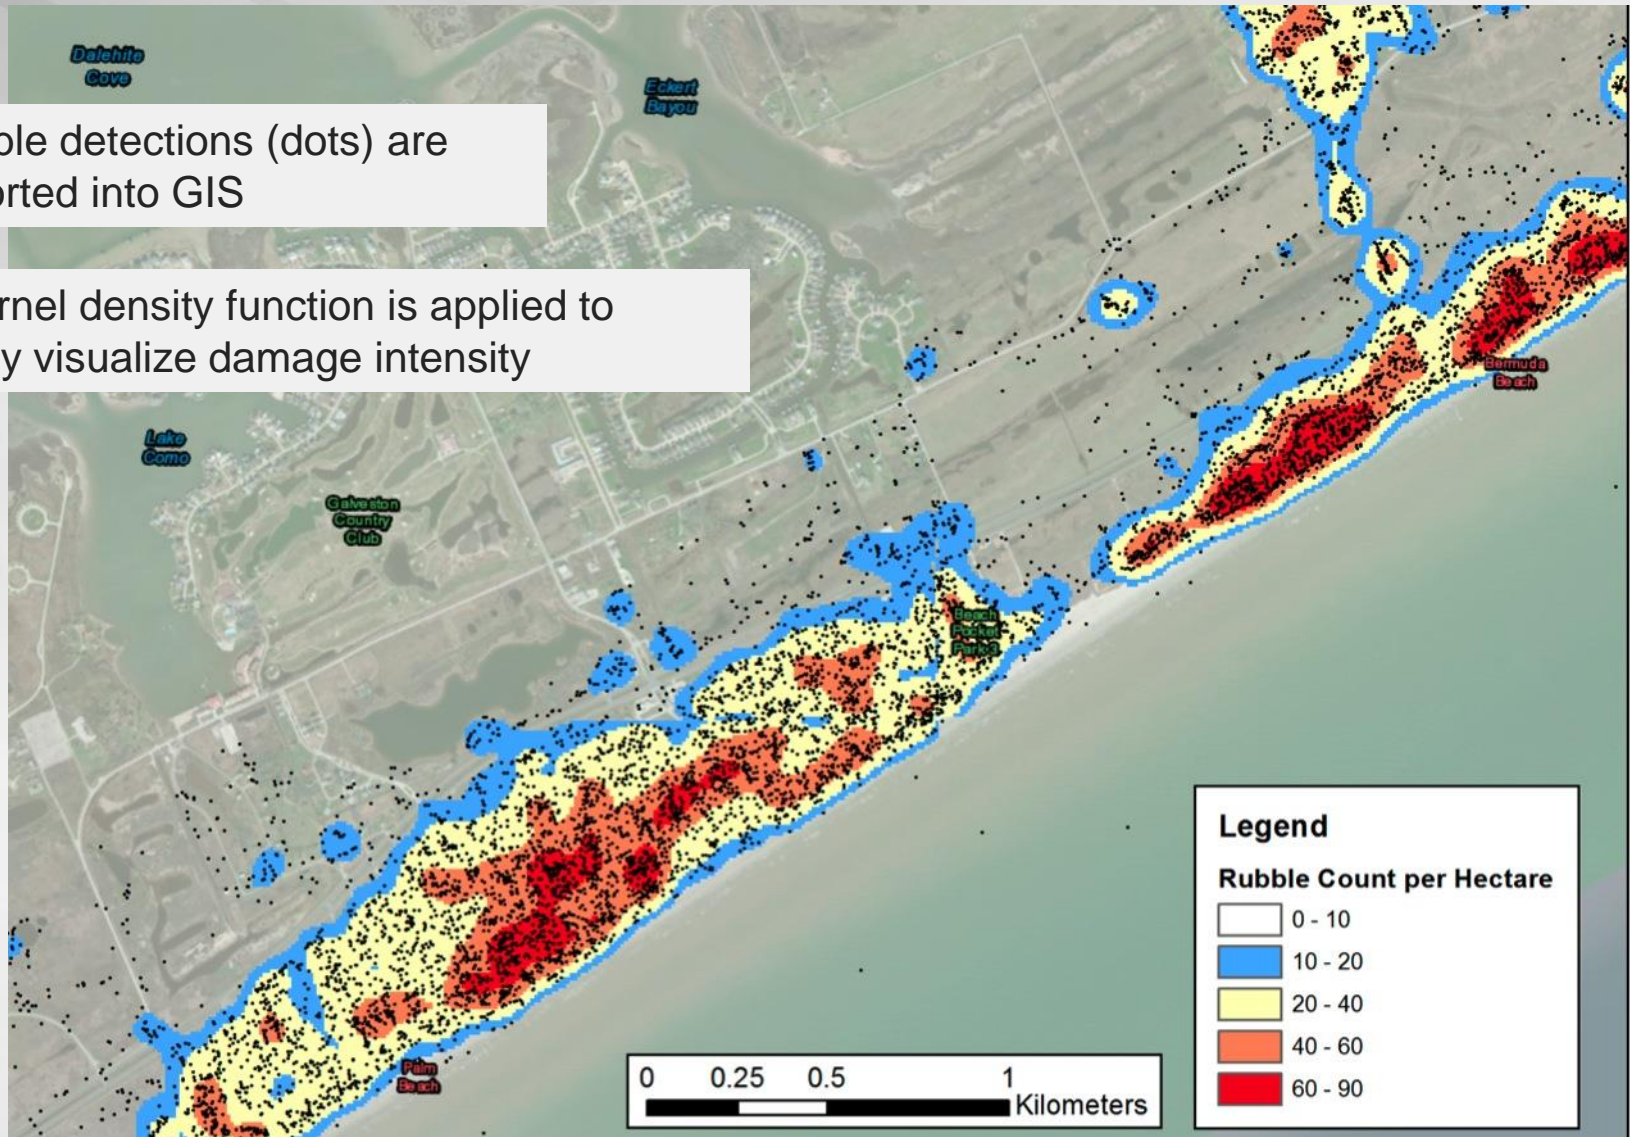 Dalehite
Cove
Eckert
Bayou
ble detections (dots) are
orted into GIS
rnel density function is applied to
y visualize damage intensity
Bermuda
Beach
Lake
Como
Galveston
Country
Club
Beach
Pocket
Park 3
Palm
Beach
Legend
Rubble Count per Hectare
0 - 10
10 - 20
20 - 40
40 - 60
60 - 90
0 0.25 0.5 1
Kilometers